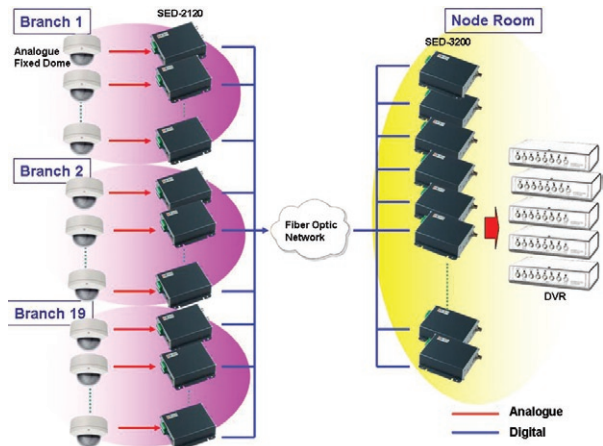 Branch 1
SED-2120
Analogue
Fixed Dome
Branch 2
Branch 19
Fiber Optic
Network
Node Room
SED-3200
DVR
Analogue
Digital